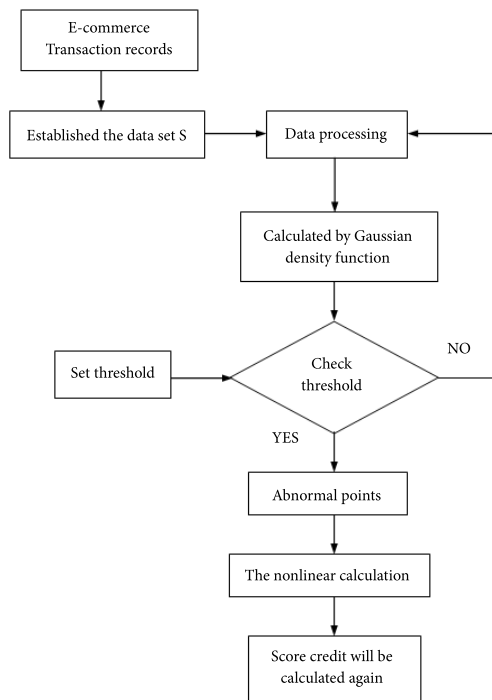 E-commerce
Transaction records
Established the data set S
Data processing
Calculated by Gaussian
density function
Set threshold
Check
threshold
NO
YES
Abnormal points
The nonlinear calculation
Score credit will be
calculated again